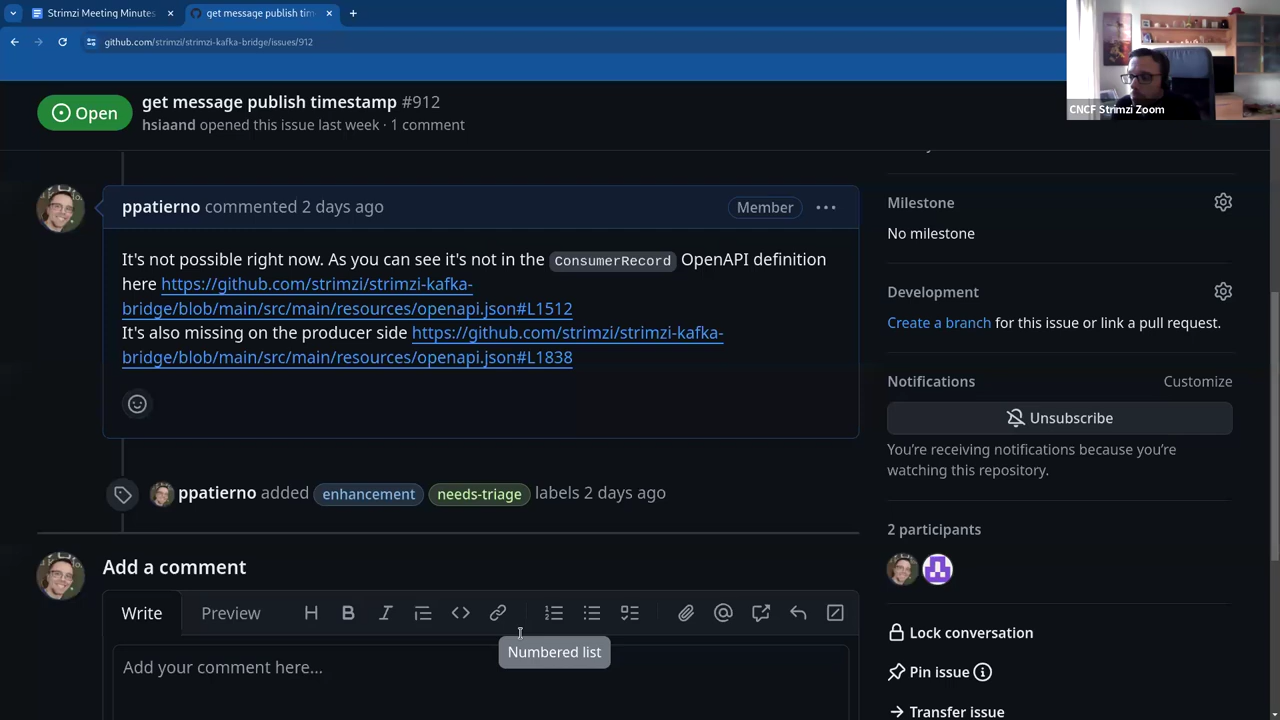 Strimzi Meeting Minutes
get message publish tim
github.com/strimzi/strimzi-kafka-bridge/issues/912
CNCF Strimzi Zoom
Open
get message publish timestamp #912
hsiaand opened this issue last week · 1 comment
ppatierno commented 2 days ago
Member
It's not possible right now. As you can see it's not in the ConsumerRecord OpenAPI definition
here https://github.com/strimzi/strimzi-kafka-
bridge/blob/main/src/main/resources/openapi.json#L1512
It's also missing on the producer side https://github.com/strimzi/strimzi-kafka-
bridge/blob/main/src/main/resources/openapi.json#L1838
ppatierno added enhancement needs-triage labels 2 days ago
Add a comment
Write
Preview
Numbered list
Add your comment here...
Milestone
No milestone
Development
Create a branch for this issue or link a pull request.
Notifications
Customize
Unsubscribe
You're receiving notifications because you're
watching this repository.
2 participants
Lock conversation
Pin issue
Transfer issue